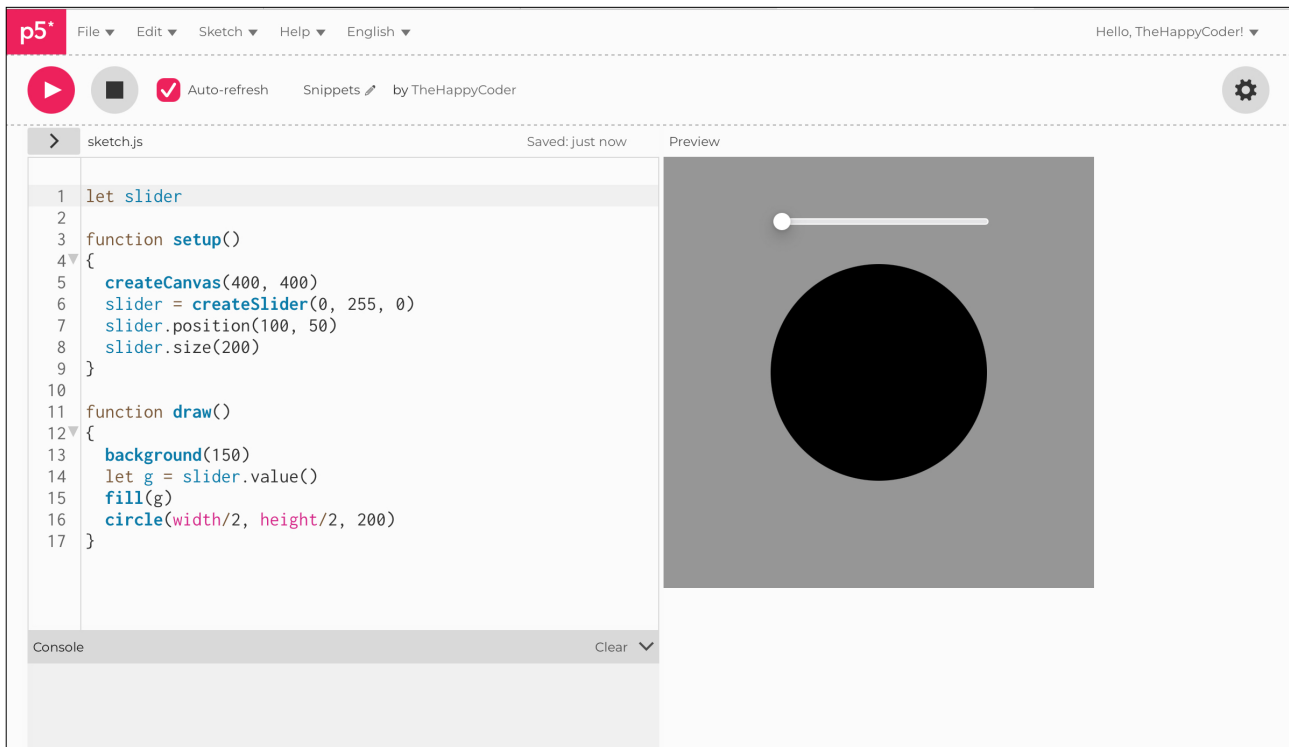 p5* File Edit Sketch Help English Hello, TheHappyCoder!
Auto-refresh Snippets by TheHappyCoder
sketch.js Saved: just now Preview
1 let slider
2
3 function setup()
4 {
5 createCanvas(400, 400)
6 slider = createSlider(0, 255, 0)
7 slider.position(100, 50)
8 slider.size(200)
9 }
10
11 function draw()
12 {
13 background(150)
14 let g = slider.value()
15 fill(g)
16 circle(width/2, height/2, 200)
17 }
Console Clear